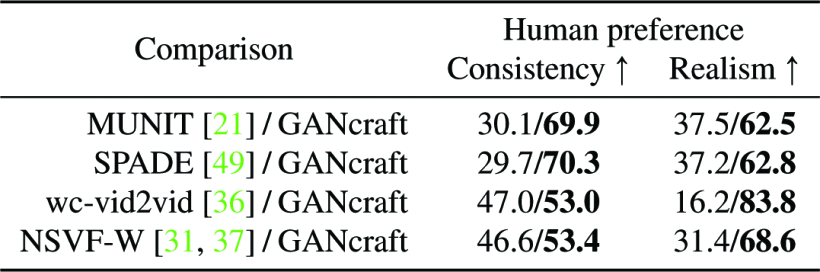 Comparison
Human preference
Consistency ↑ Realism ↑
MUNIT [21] / GANcraft 30.1/69.9 37.5/62.5
SPADE [49] / GANcraft 29.7/70.3 37.2/62.8
wc-vid2vid [36] / GANcraft 47.0/53.0 16.2/83.8
NSVF-W [31, 37] / GANcraft 46.6/53.4 31.4/68.6